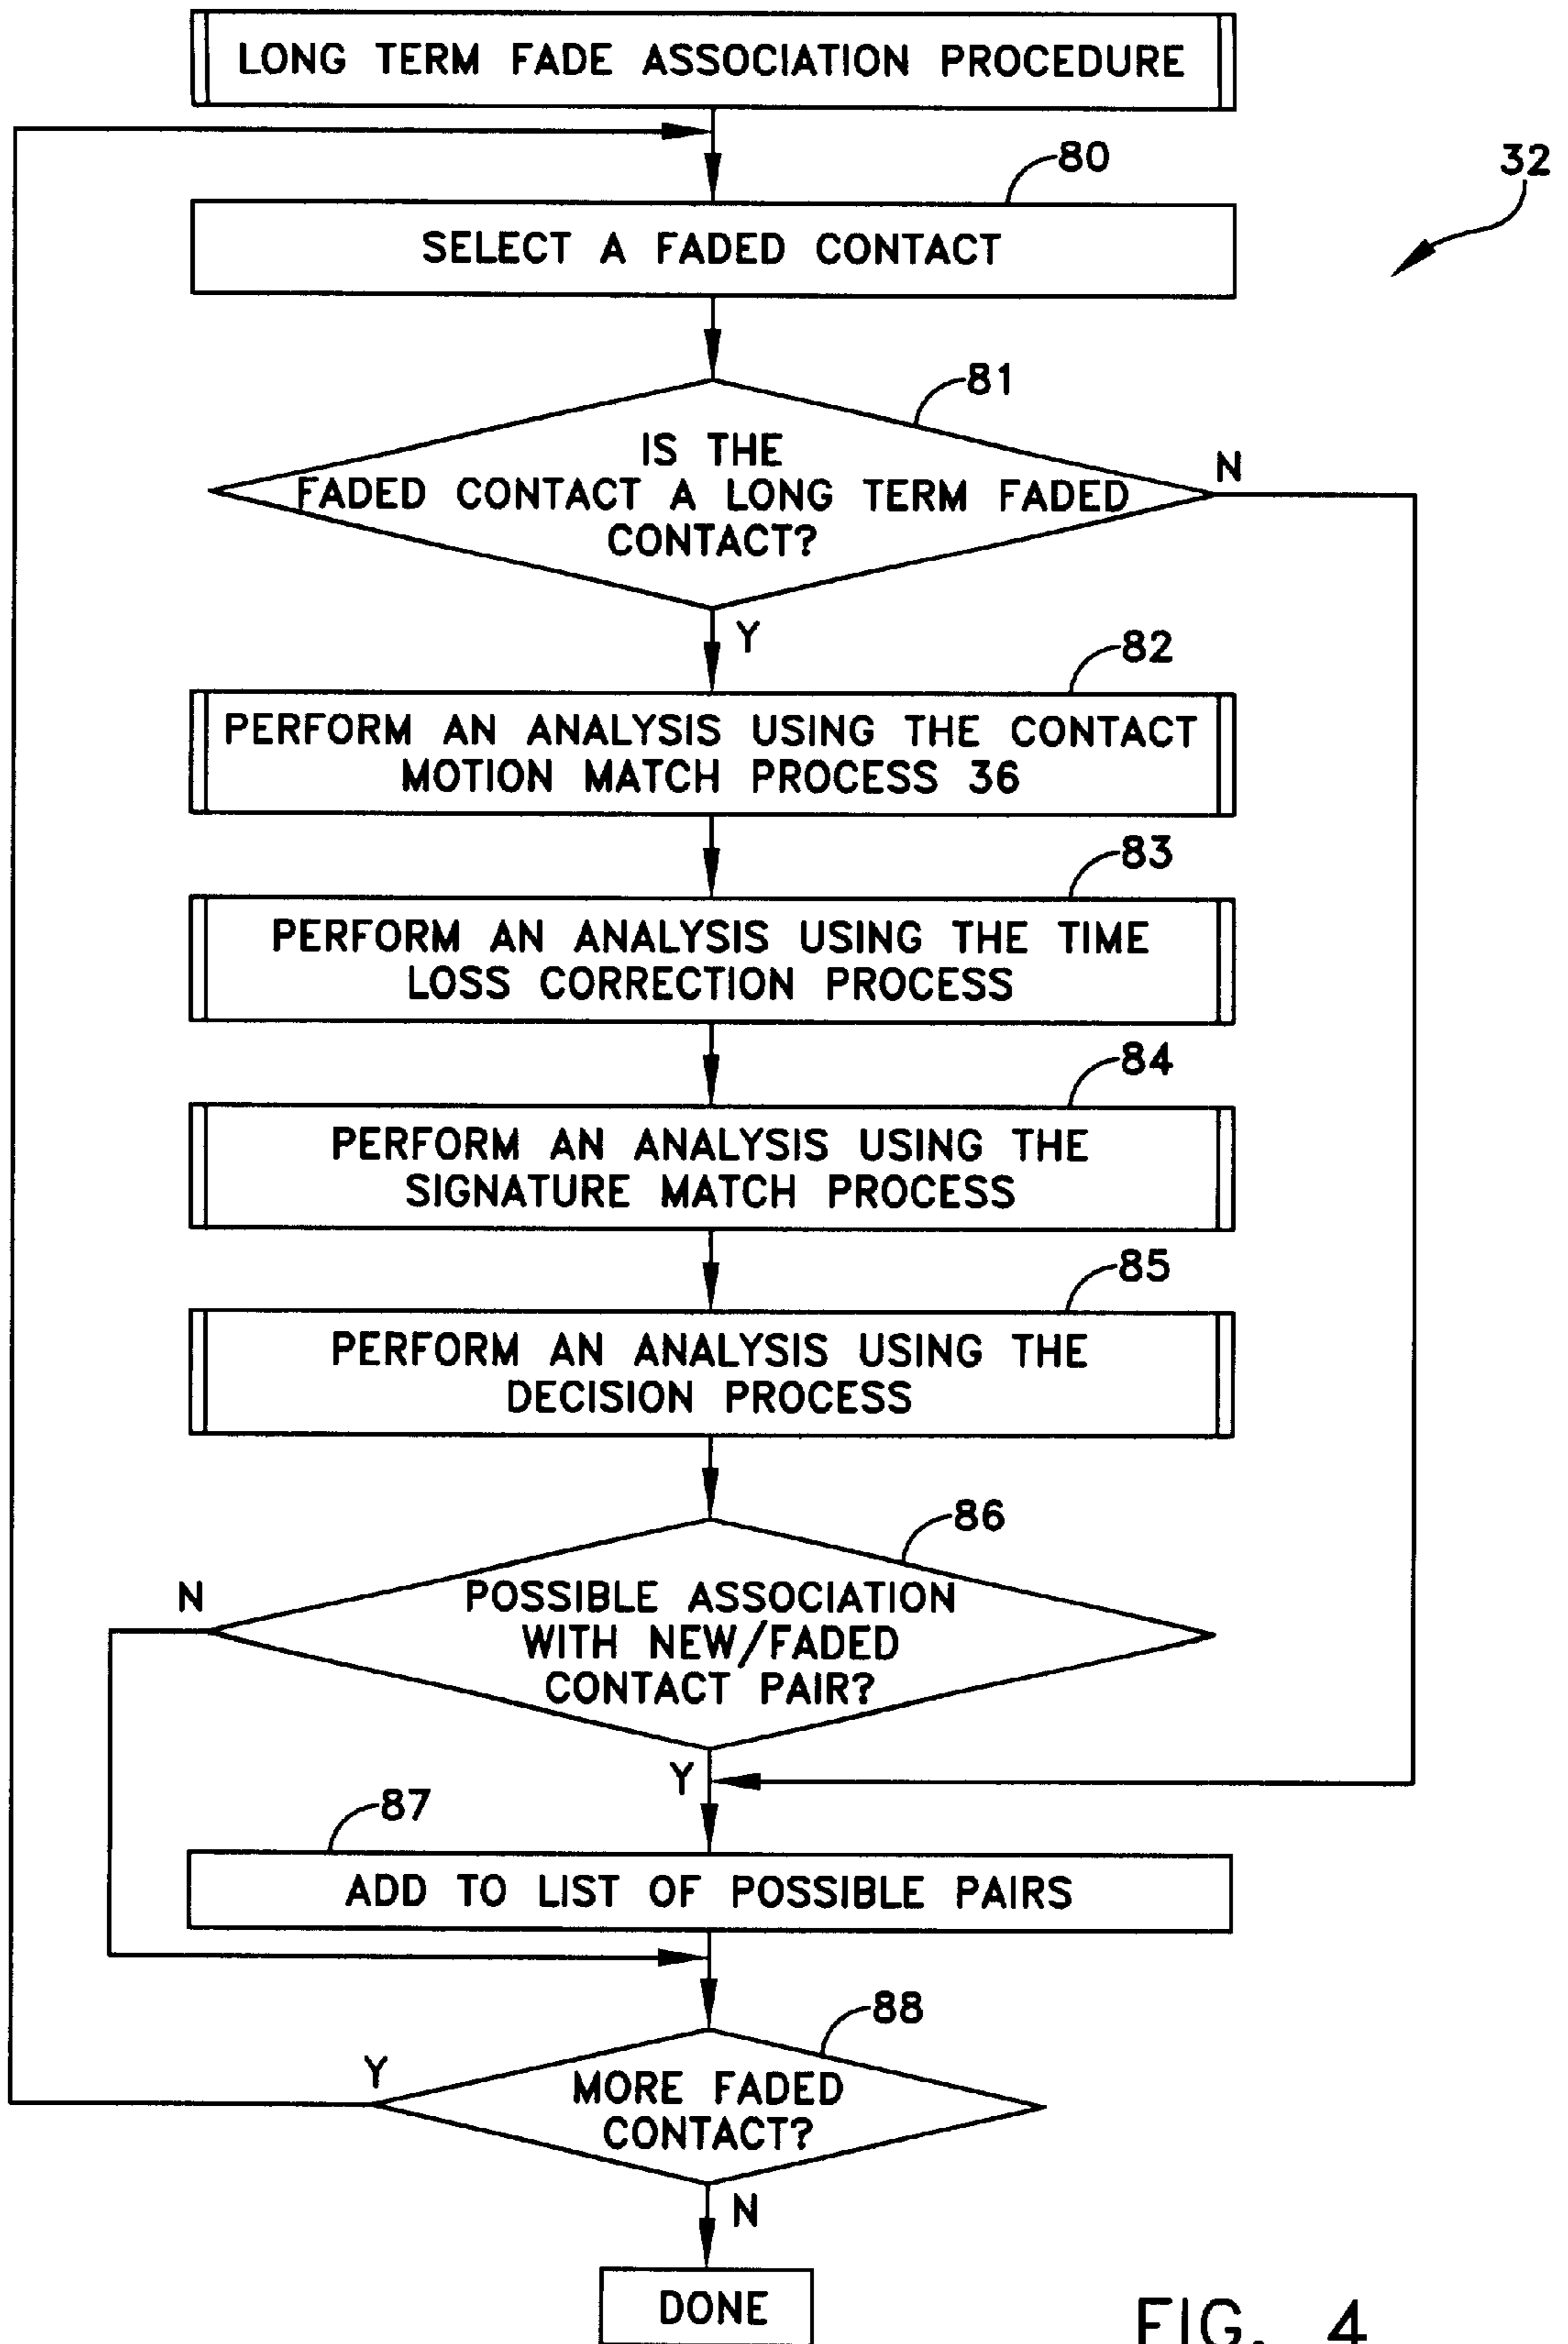 LONG TERM FADE ASSOCIATION PROCEDURE
80
32
SELECT A FADED CONTACT
81
IS THE
FADED CONTACT A LONG TERM FADED
CONTACT?
N
Y
82
PERFORM AN ANALYSIS USING THE CONTACT
MOTION MATCH PROCESS 36
83
PERFORM AN ANALYSIS USING THE TIME
LOSS CORRECTION PROCESS
84
PERFORM AN ANALYSIS USING THE
SIGNATURE MATCH PROCESS
85
PERFORM AN ANALYSIS USING THE
DECISION PROCESS
86
N
POSSIBLE ASSOCIATION
WITH NEW/FADED
CONTACT PAIR?
Y
87
ADD TO LIST OF POSSIBLE PAIRS
88
Y
MORE FADED
CONTACT?
N
DONE
FIG. 4